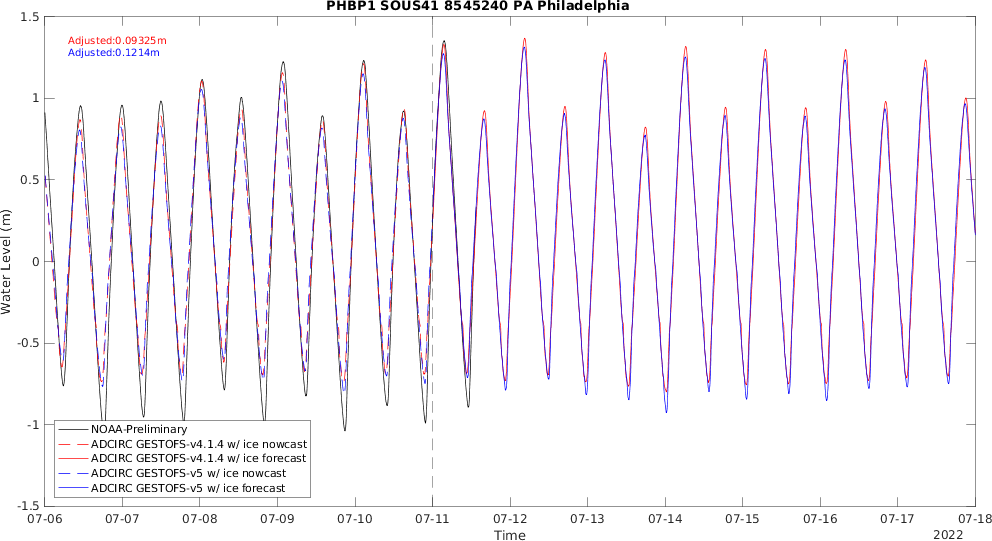 PHBP1 SOUS41 8545240 PA Philadelphia
1.5
Adjusted:0.09325m
Adjusted:0.1214m
1
0.5
0
-0.5
-1
-1.5
Water Level (m)
NOAA-Preliminary
ADCIRC GESTOFS-v4.1.4 w/ ice nowcast
ADCIRC GESTOFS-v4.1.4 w/ ice forecast
ADCIRC GESTOFS-v5 w/ ice nowcast
ADCIRC GESTOFS-v5 w/ ice forecast
07-06 07-07 07-08 07-09 07-10 07-11 07-12 07-13 07-14 07-15 07-16 07-17 07-18
Time
2022